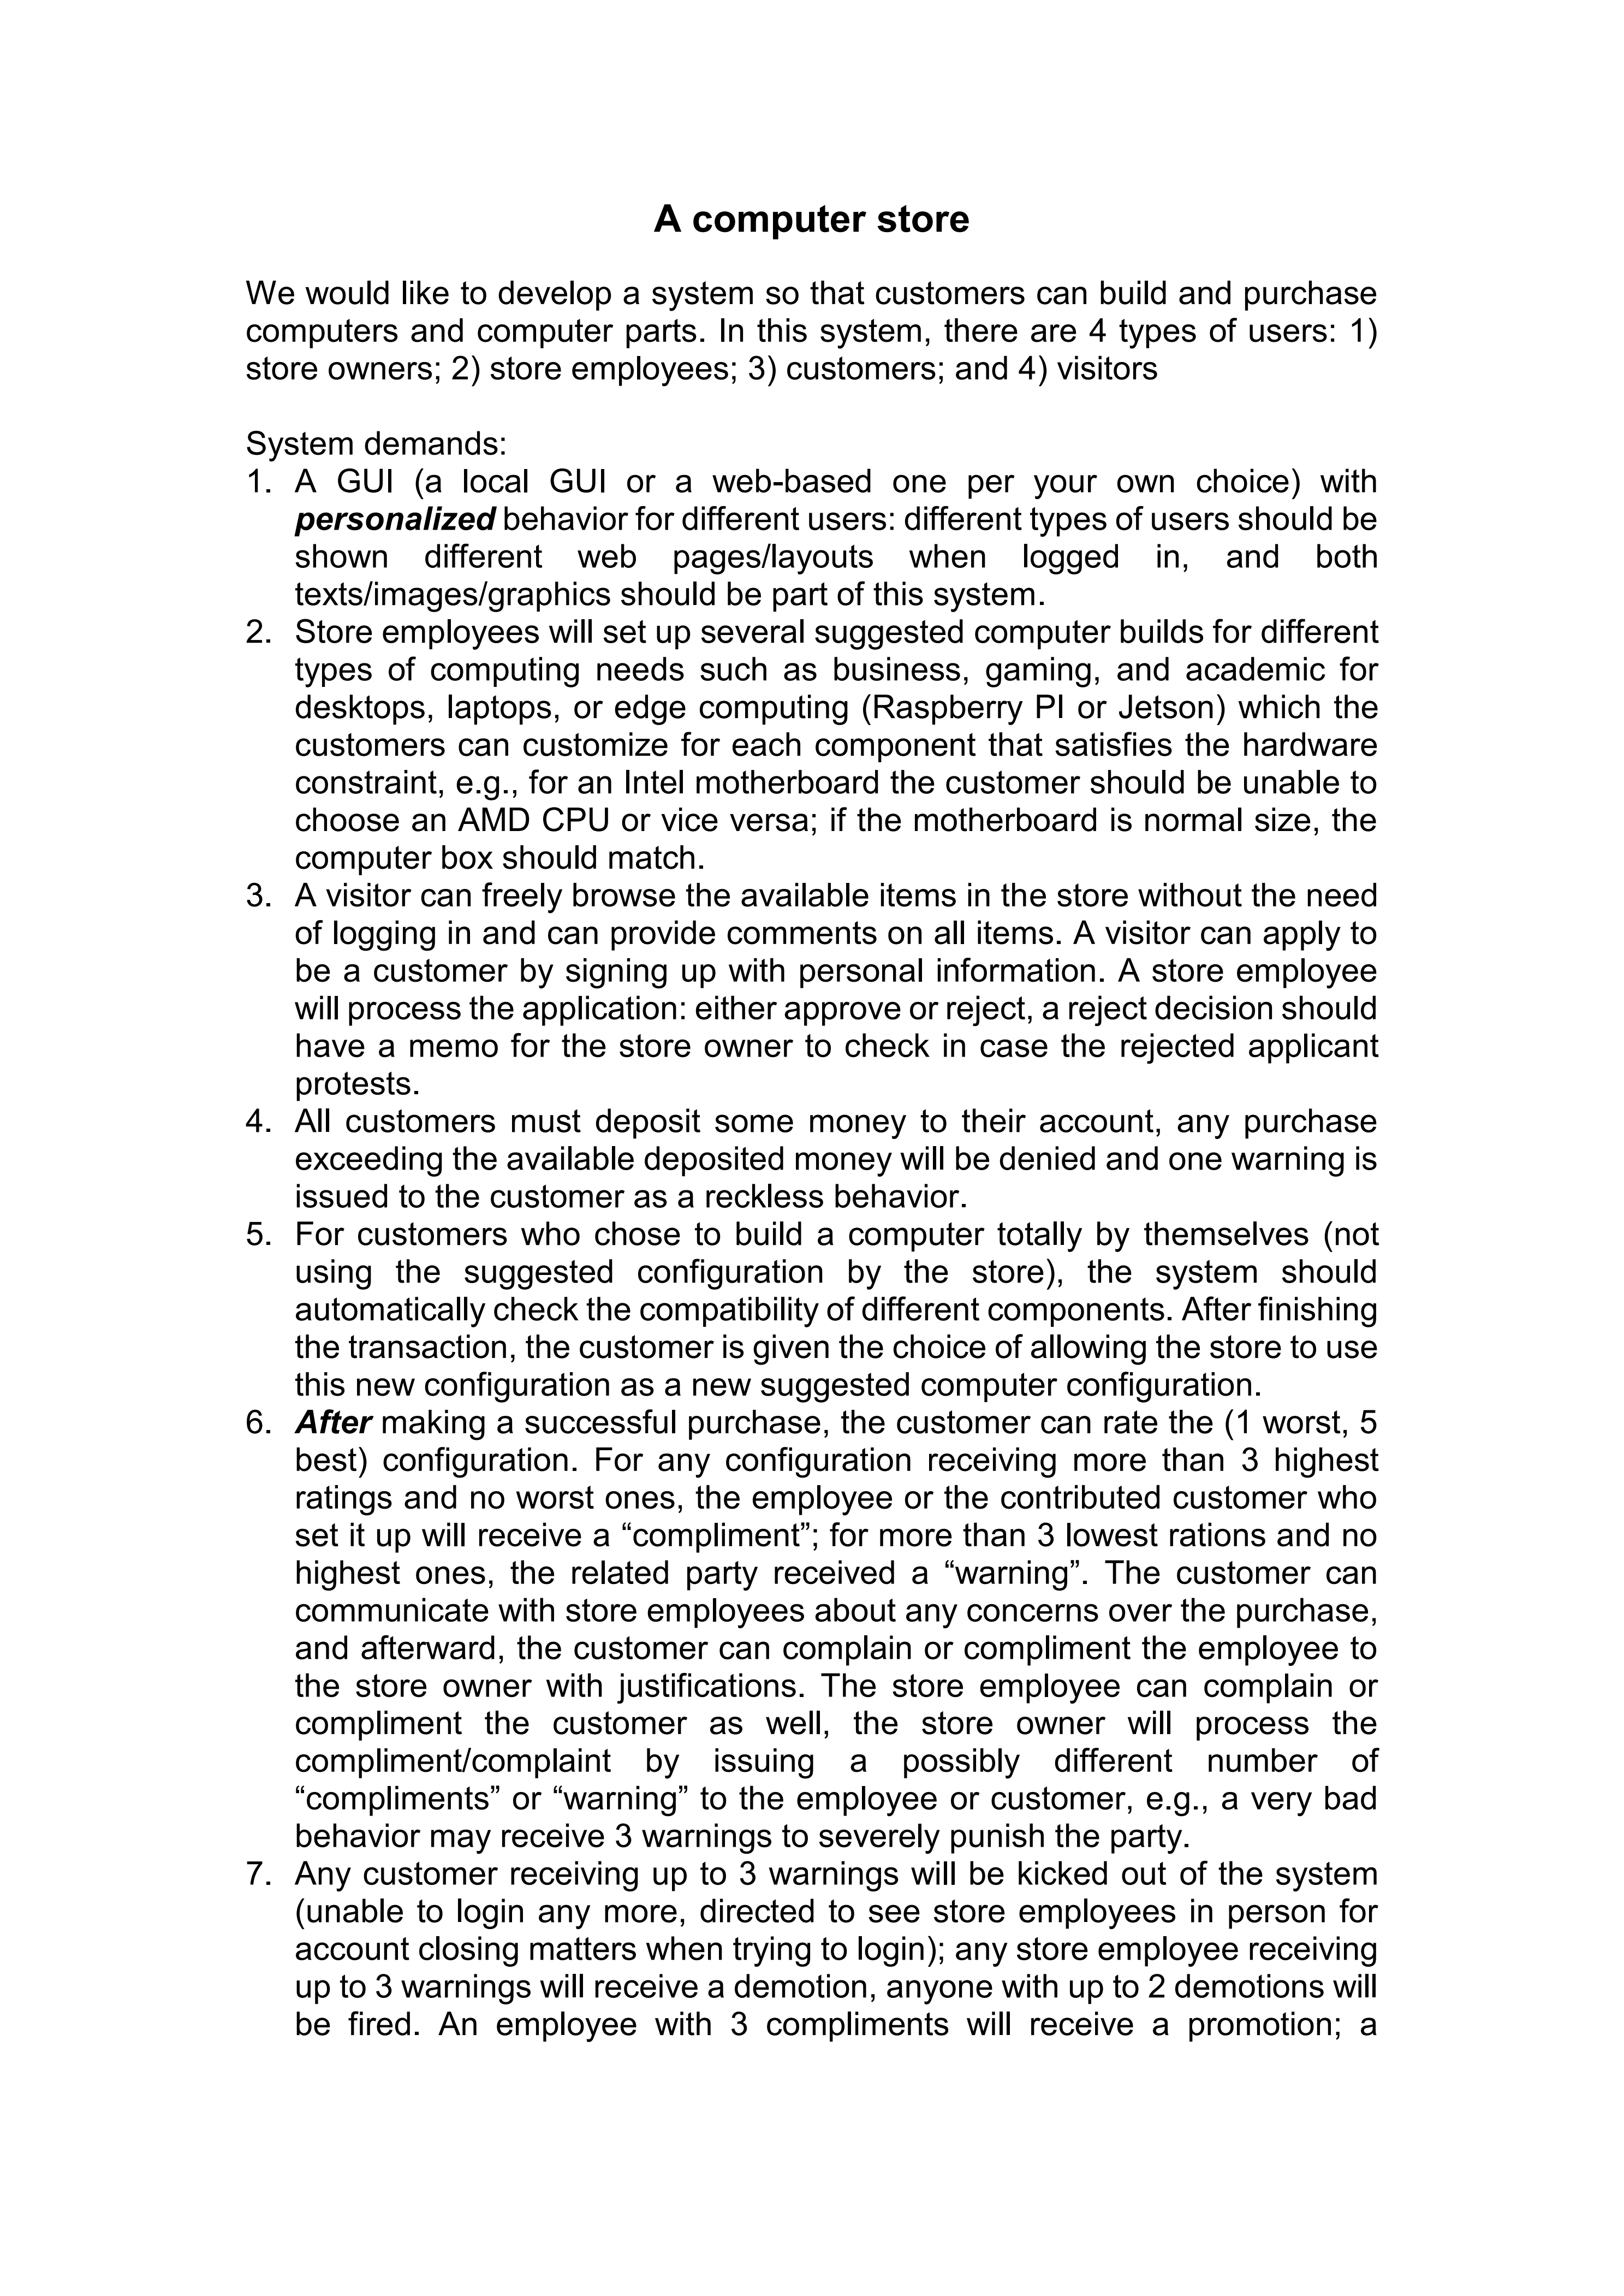 A computer store
We would like to develop a system so that customers can build and purchase
computers and computer parts. In this system, there are 4 types of users: 1)
store owners; 2) store employees; 3) customers; and 4) visitors
System demands:
1. A GUI (a local GUI or a web-based one per your own choice) with
personalized behavior for different users: different types of users should be
shown different web pages/layouts when logged in, and both
texts/images/graphics should be part of this system.
2. Store employees will set up several suggested computer builds for different
types of computing needs such as business, gaming, and academic for
desktops, laptops, or edge computing (Raspberry PI or Jetson) which the
customers can customize for each component that satisfies the hardware
constraint, e.g., for an Intel motherboard the customer should be unable to
choose an AMD CPU or vice versa; if the motherboard is normal size, the
computer box should match.
3. A visitor can freely browse the available items in the store without the need
of logging in and can provide comments on all items. A visitor can apply to
be a customer by signing up with personal information. A store employee
will process the application: either approve or reject, a reject decision should
have a memo for the store owner to check in case the rejected applicant
protests.
4. All customers must deposit some money to their account, any purchase
exceeding the available deposited money will be denied and one warning is
issued to the customer as a reckless behavior.
5. For customers who chose to build a computer totally by themselves (not
using the suggested configuration by the store), the system should
automatically check the compatibility of different components. After finishing
the transaction, the customer is given the choice of allowing the store to use
this new configuration as a new suggested computer configuration.
6. After making a successful purchase, the customer can rate the (1 worst, 5
best) configuration. For any configuration receiving more than 3 highest
ratings and no worst ones, the employee or the contributed customer who
set it up will receive a “compliment”; for more than 3 lowest rations and no
highest ones, the related party received a “warning”. The customer can
communicate with store employees about any concerns over the purchase,
and afterward, the customer can complain or compliment the employee to
the store owner with justifications. The store employee can complain or
compliment the customer as well, the store owner will process the
compliment/complaint by issuing a possibly different number of
“compliments” or “warning” to the employee or customer, e.g., a very bad
behavior may receive 3 warnings to severely punish the party.
7. Any customer receiving up to 3 warnings will be kicked out of the system
(unable to login any more, directed to see store employees in person for
account closing matters when trying to login); any store employee receiving
up to 3 warnings will receive a demotion, anyone with up to 2 demotions will
be fired. An employee with 3 compliments will receive a promotion; a